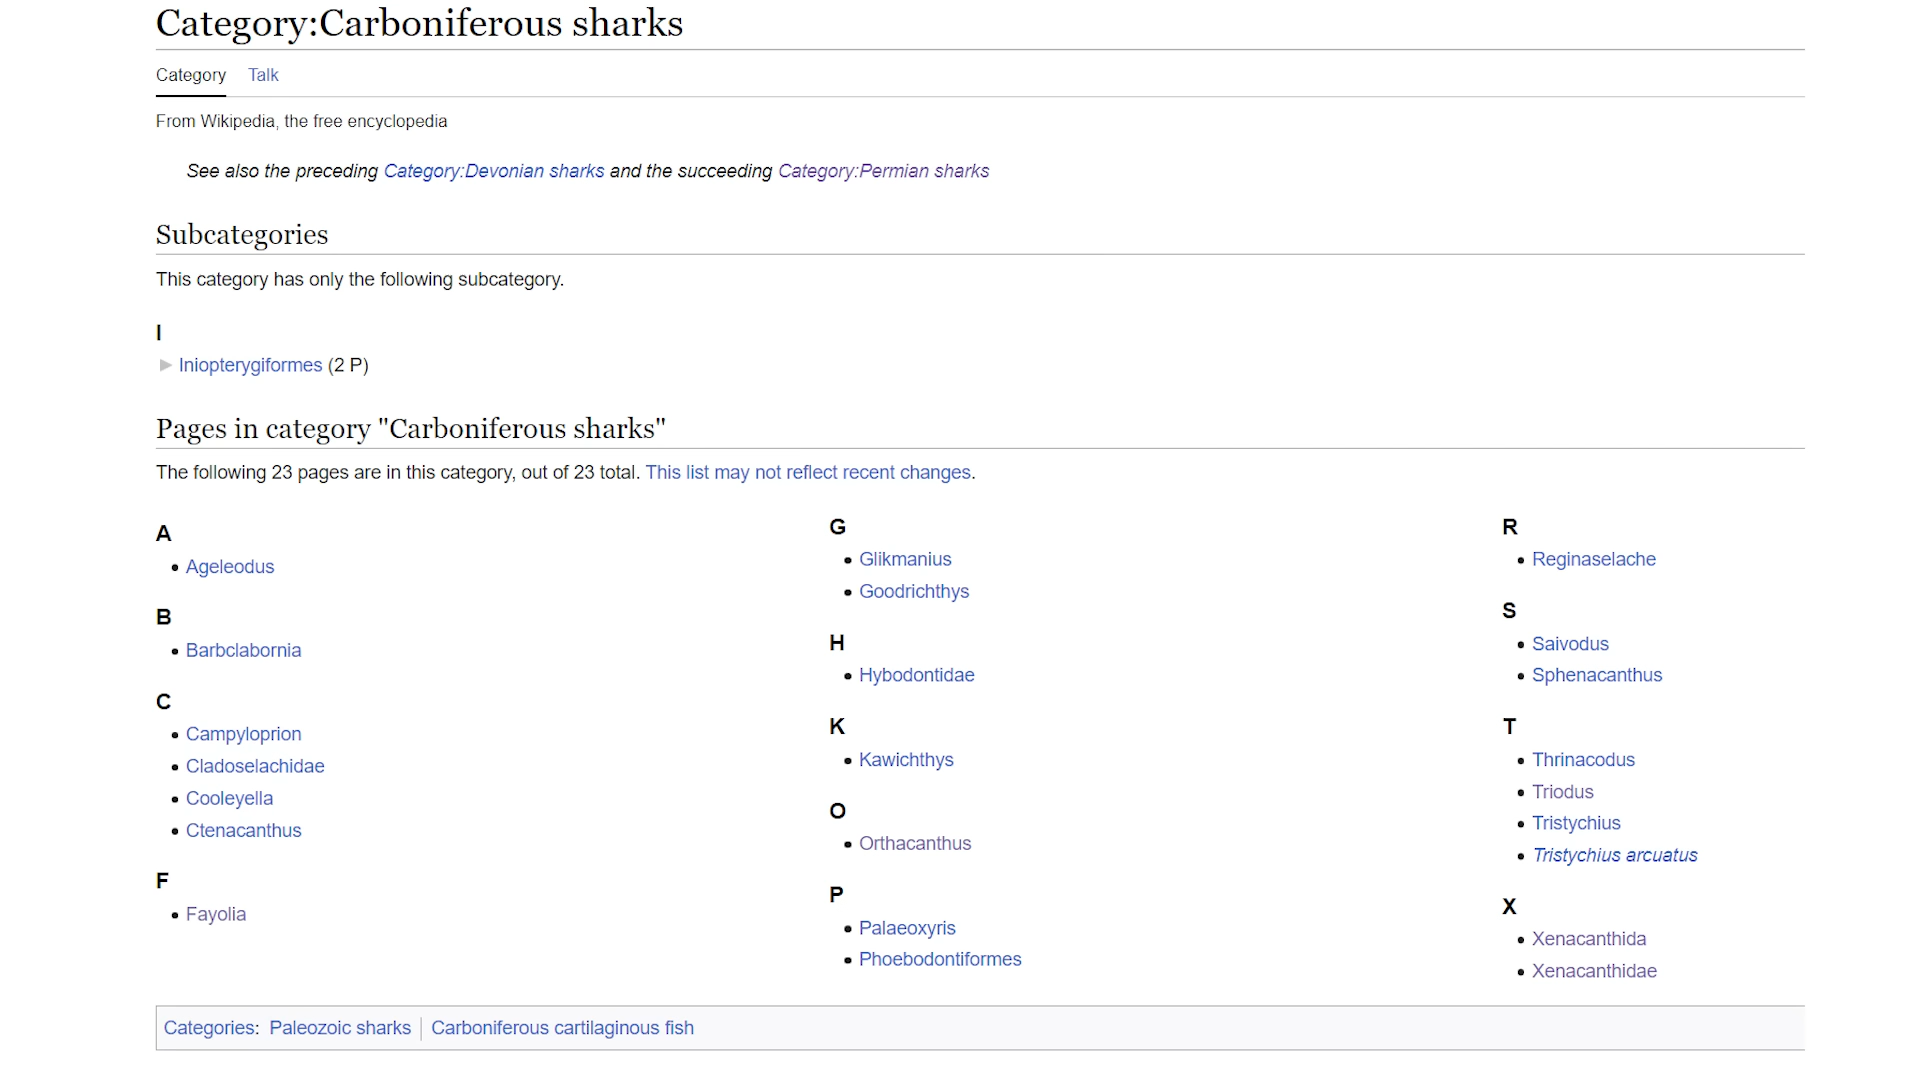 Category:Carboniferous sharks
Category Talk
From Wikipedia, the free encyclopedia
See also the preceding Category:Devonian sharks and the succeeding Category:Permian sharks
Subcategories
This category has only the following subcategory.
I
Iniopterygiformes (2 P)
Pages in category "Carboniferous sharks"
The following 23 pages are in this category, out of 23 total. This list may not reflect recent changes.
A
Ageleodus
B
Barbclabornia
C
Campyloprion
Cladoselachidae
Cooleyella
Ctenacanthus
F
Fayolia
G
Glikmanius
Goodrichthys
H
Hybodontidae
K
Kawichthys
O
Orthacanthus
P
Palaeoxyris
Phoebodontiformes
R
Reginaselache
S
Saivodus
Sphenacanthus
T
Thrinacodus
Triodus
Tristychius
Tristychius arcuatus
X
Xenacanthida
Xenacanthidae
Categories: Paleozoic sharks | Carboniferous cartilaginous fish